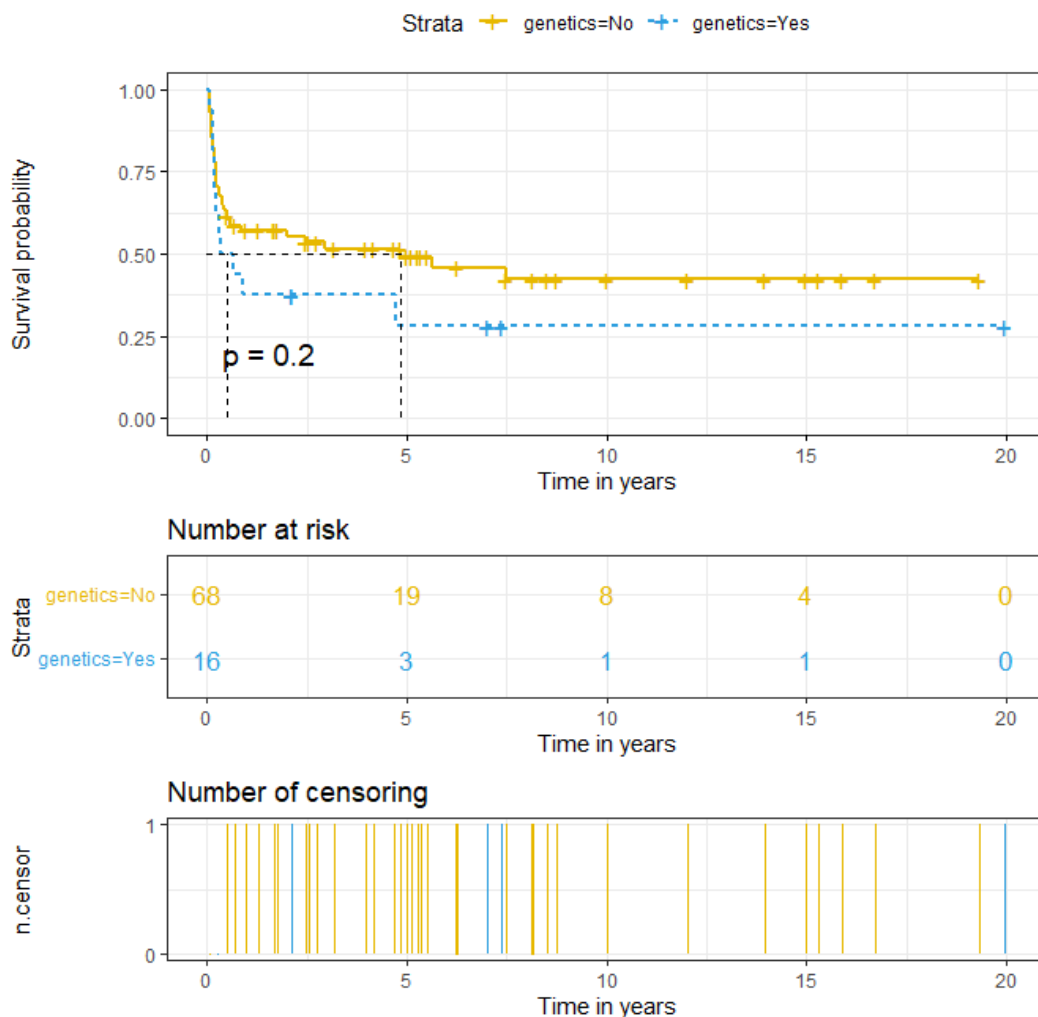 Strata genetics=No genetics=Yes
Survival probability
1.00
0.75
0.50
0.25
0.00
p = 0.2
0 5 10 15 20
Time in years
Number at risk
Strata
genetics=No 68 19 8 4 0
genetics=Yes 16 3 1 1 0
0 5 10 15 20
Time in years
Number of censoring
n.censor
1
0
0 5 10 15 20
Time in years